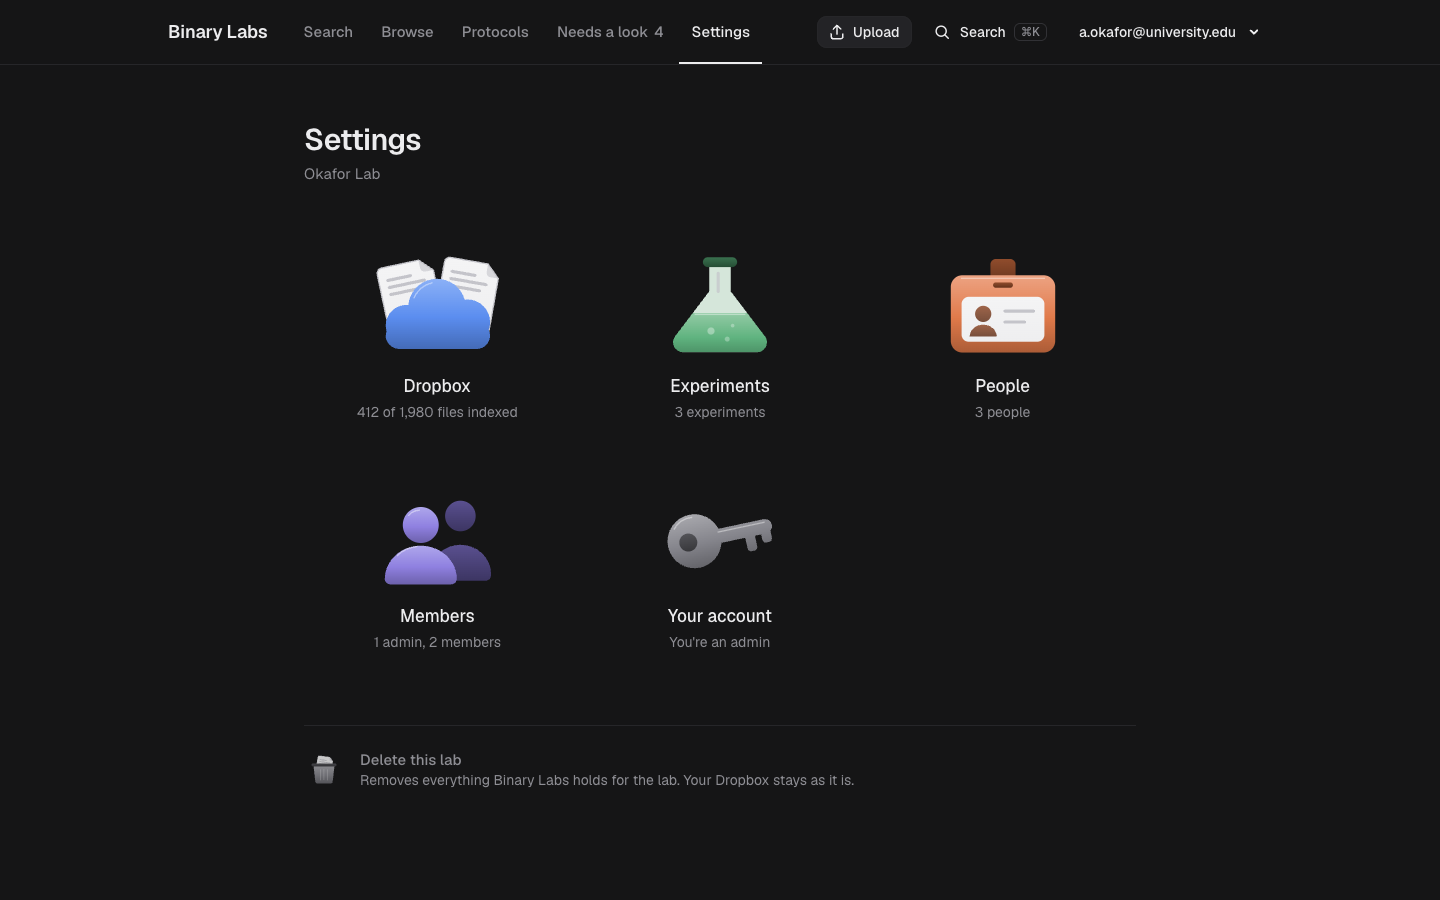 Binary Labs Search Browse Protocols Needs a look 4 Settings Upload Search ⌘K a.okafor@university.edu
Settings
Okafor Lab
Dropbox Experiments People
412 of 1,980 files indexed 3 experiments 3 people
Members Your account
1 admin, 2 members You're an admin
Delete this lab
Removes everything Binary Labs holds for the lab. Your Dropbox stays as it is.